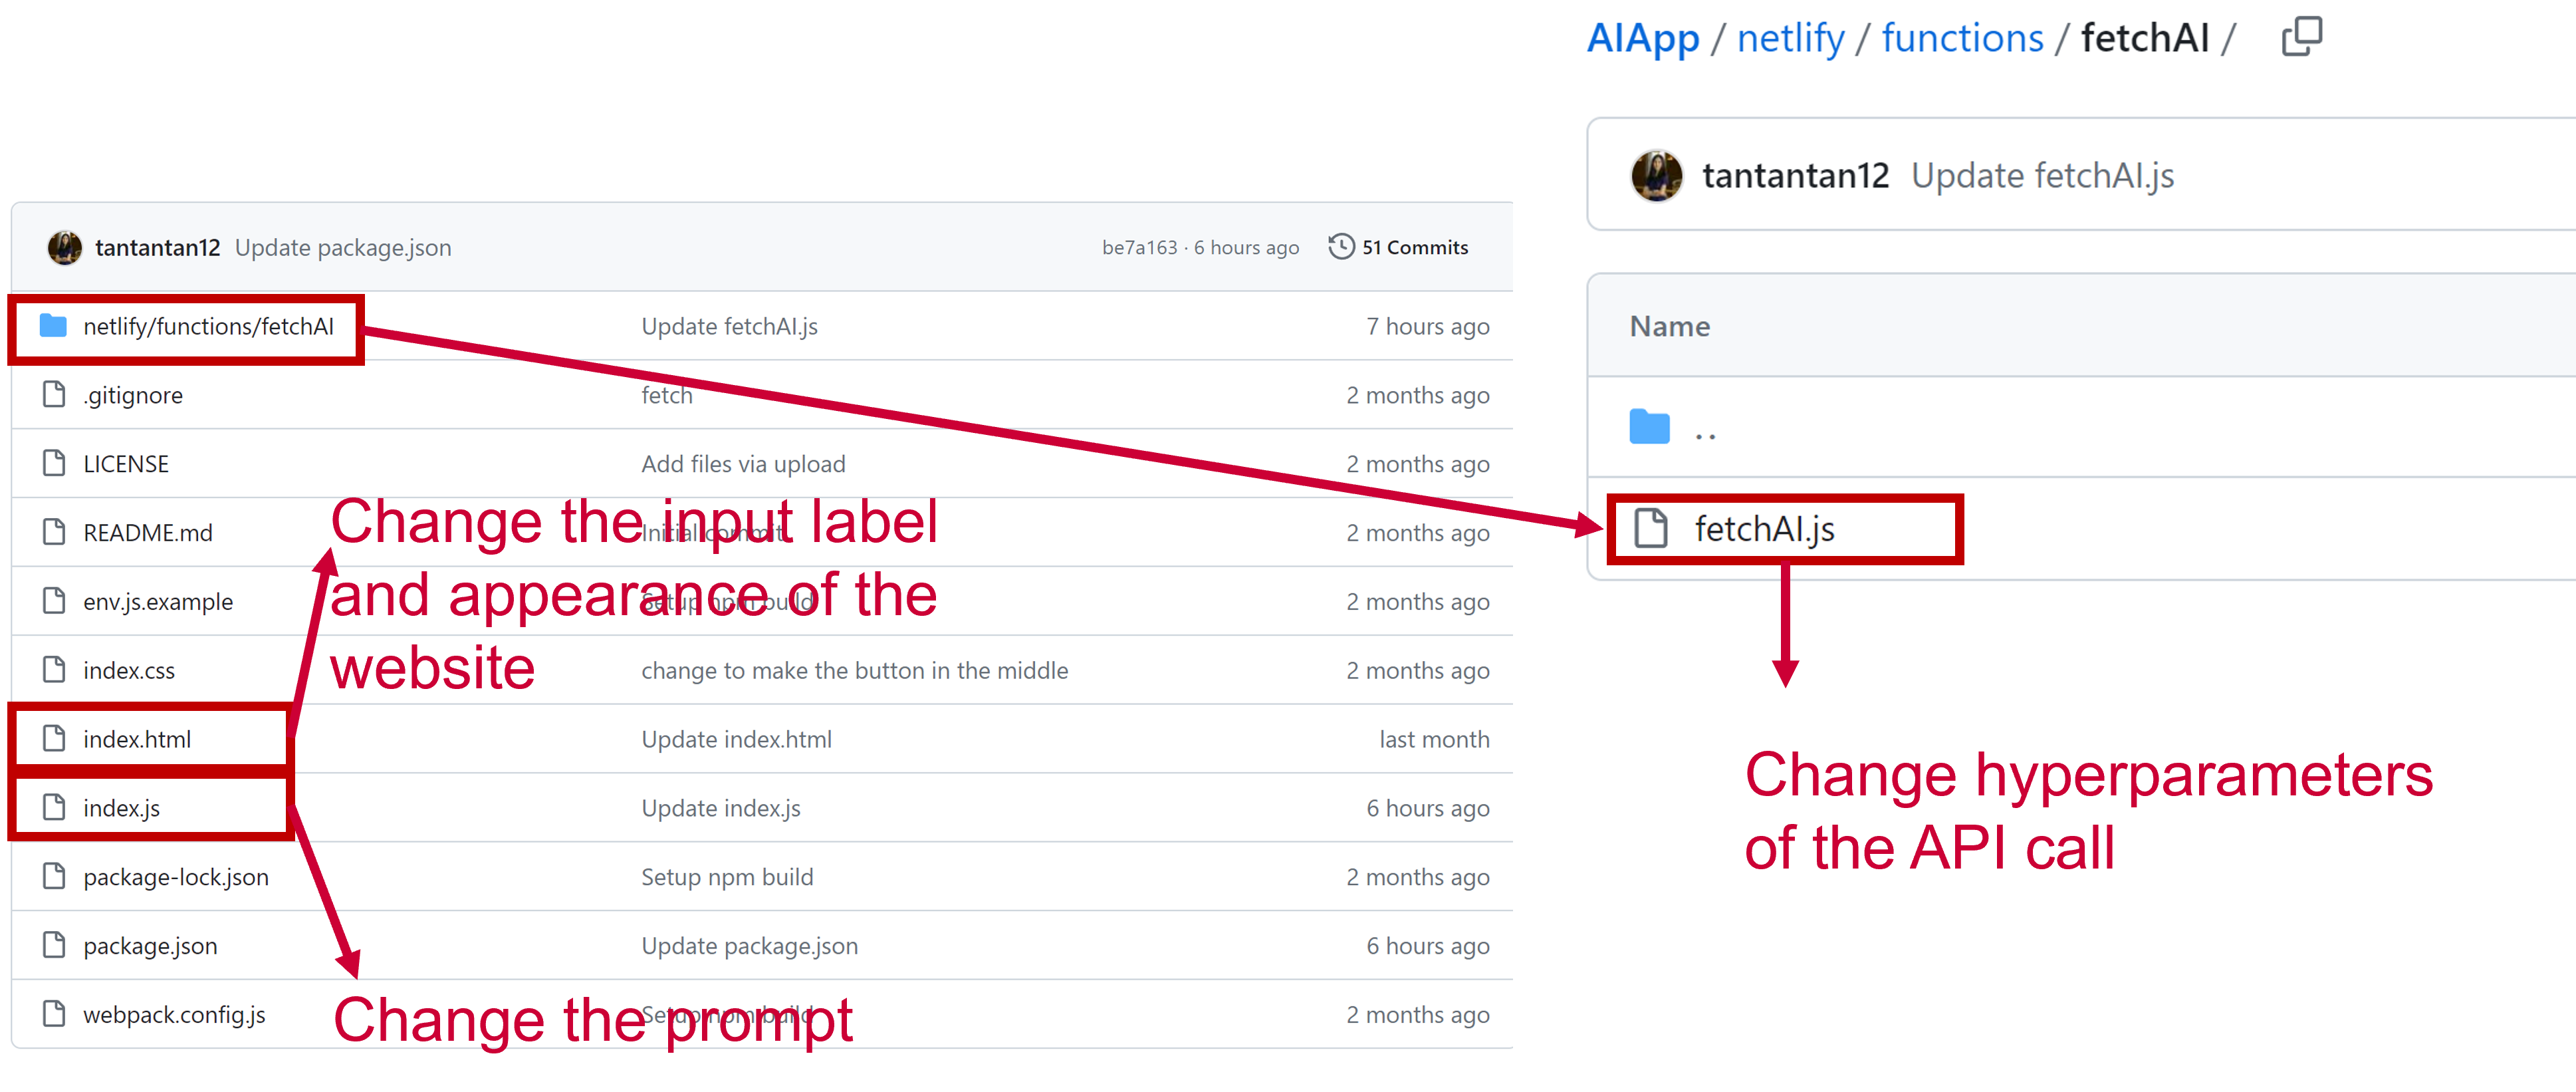 AIApp / netlify / functions / fetchAI /
tantantan12 Update fetchAI.js
tantantan12 Update package.json be7a163 · 6 hours ago 51 Commits
netlify/functions/fetchAI Update fetchAI.js 7 hours ago
.gitignore fetch 2 months ago
LICENSE Add files via upload 2 months ago
README.md Initial commit 2 months ago
env.js.example Setup npm build 2 months ago
index.css change to make the button in the middle 2 months ago
index.html Update index.html last month
index.js Update index.js 6 hours ago
package-lock.json Setup npm build 2 months ago
package.json Update package.json 6 hours ago
webpack.config.js Setup npm build 2 months ago
Change the input label
and appearance of the
website
Change the prompt
Name
..
fetchAI.js
Change hyperparameters
of the API call